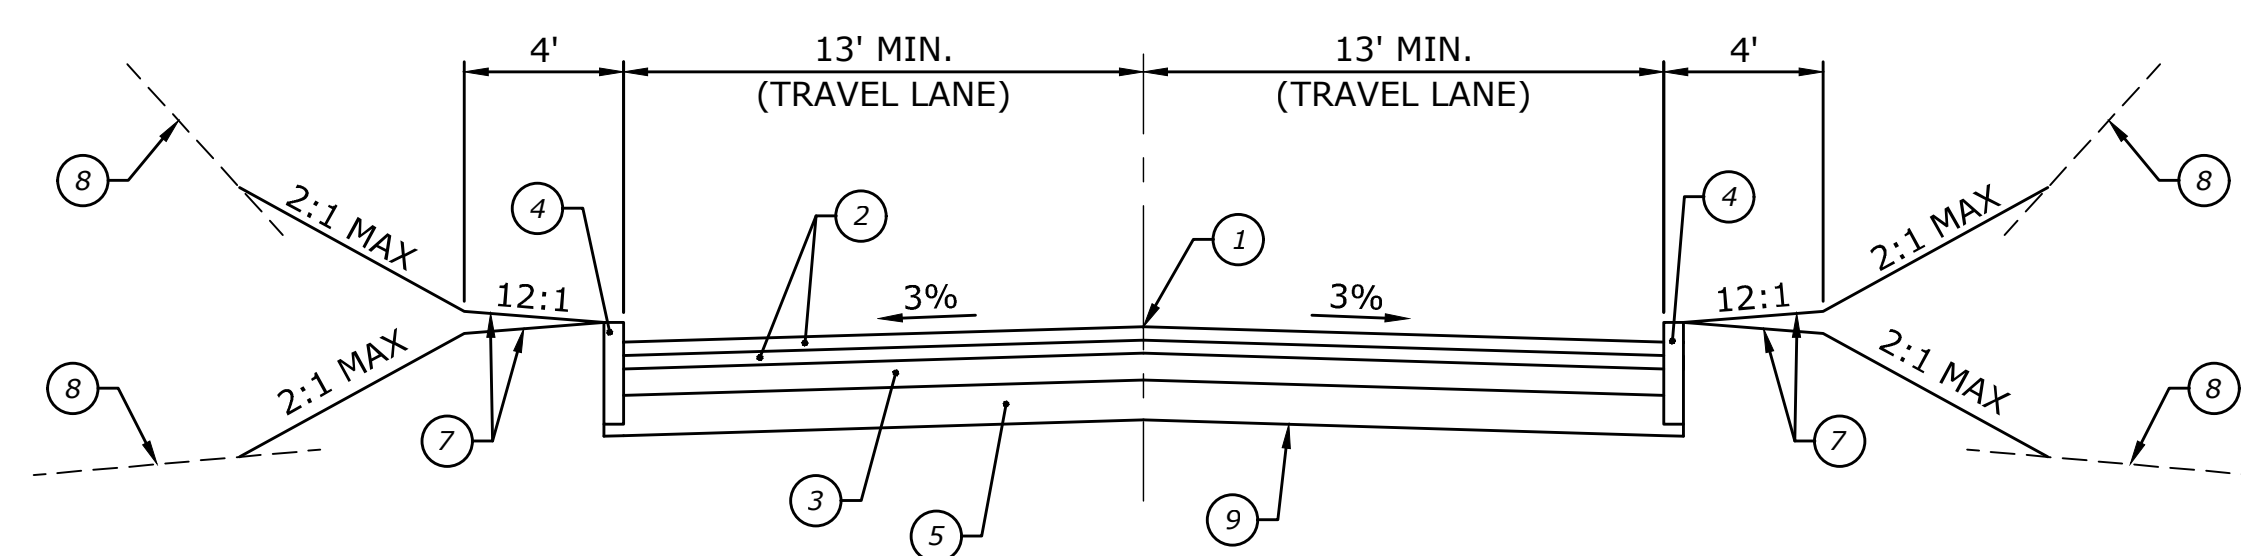 4' 13' MIN. 13' MIN. 4'
(TRAVEL LANE) (TRAVEL LANE)
8 8
2:1 MAX 4 2 1 4 2:1 MAX
12:1 3% 3% 12:1
2:1 MAX 2:1 MAX
8 8
7 7
3 5 9